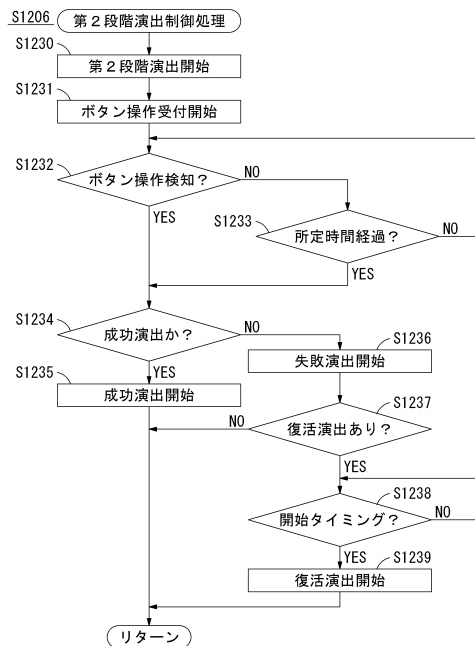 S1206
第２段階演出制御処理
S1230
第２段階演出開始
S1231
ボタン操作受付開始
S1232
ボタン操作検知？
NO
YES
S1233
所定時間経過？
NO
YES
S1234
成功演出か？
NO
YES
S1235
成功演出開始
S1236
失敗演出開始
S1237
復活演出あり？
NO
YES
S1238
開始タイミング？
NO
YES
S1239
復活演出開始
リターン